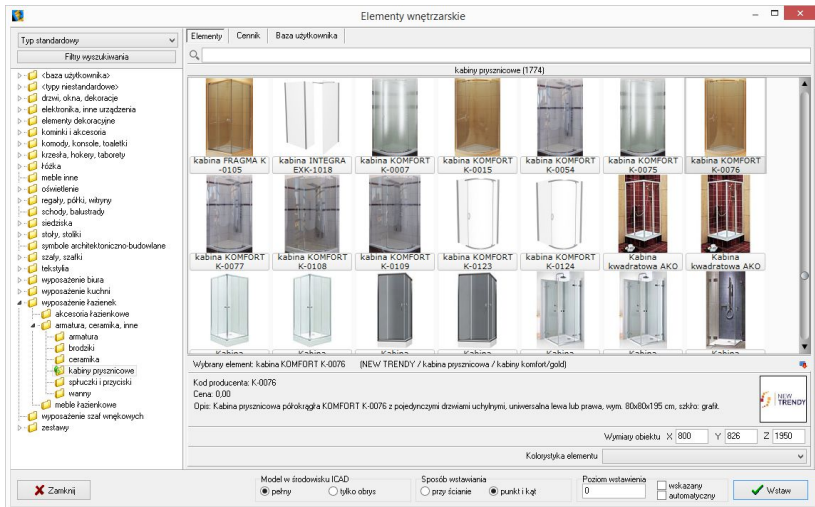 Elementy wnętrzarskie
Typ standardowy
Filtry wyszukiwania
<baza użytkownika>
<typy niestandardowe>
drzwi, okna, dekoracje
elektronika, inne urządzenia
elementy dekoracyjne
kominki i akcesoria
komody, konsole, toaletki
krzesła, hokery, taborety
łóżka
meble inne
oświetlenie
regały, półki, witryny
schody, balustrady
siedziska
stoły, stoliki
symbole architektoniczno-budowlane
szafy, szafki
tekstylia
wyposażenie biura
wyposażenie kuchni
wyposażenie łazienek
akcesoria łazienkowe
armatura, ceramika, inne
armatura
brodziki
ceramika
kabiny prysznicowe
spłuczki i przyciski
wanny
meble łazienkowe
wyposażenie szaf wnękowych
zestawy
Elementy Cennik Baza użytkownika
kabiny prysznicowe (1774)
kabina FRAGMA K kabina INTEGRA kabina KOMFORT kabina KOMFORT kabina KOMFORT kabina KOMFORT kabina KOMFORT
-0105 EXK-1018 K-0007 K-0015 K-0054 K-0075 K-0076
kabina KOMFORT kabina KOMFORT kabina KOMFORT kabina KOMFORT kabina KOMFORT Kabina Kabina
K-0077 K-0108 K-0109 K-0123 K-0124 kwadratowa AKO kwadratowa AKO
Kabina Kabina Kabina Kabina Kabina Kabina Kabina
Wybrany element: kabina KOMFORT K-0076 (NEW TRENDY / kabina prysznicowa / kabiny komfort/gold)
Kod producenta: K-0076
Cena: 0,00
Opis: Kabina prysznicowa półokrągła KOMFORT K-0076 z pojedynczymi drzwiami uchylnymi, uniwersalna lewa lub prawa, wym. 80x80x195 cm, szkło: grafit.
NEW
TRENDY
Wymiary obiektu X 800 Y 826 Z 1950
Kolorystyka elementu
Zamknij
Model w środowisku ICAD
pełny tylko obrys
Sposób wstawiania
przy ścianie punkt i kąt
Poziom wstawienia
0
wskazany
automatyczny
Wstaw